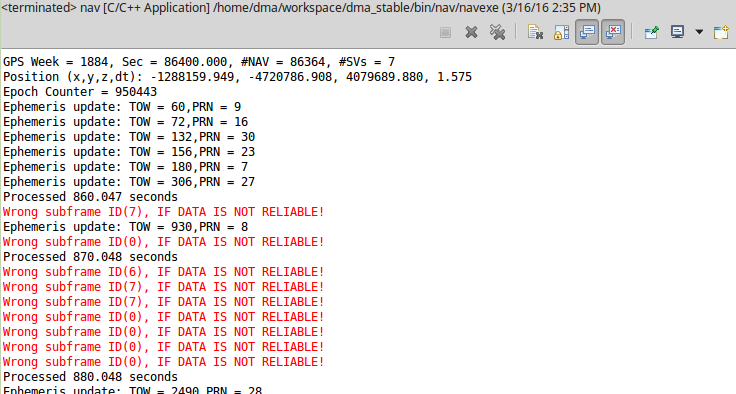 <terminated> nav [C/C++ Application] /home/dma/workspace/dma_stable/bin/nav/navexe (3/16/16 2:35 PM)
GPS Week = 1884, Sec = 86400.000, #NAV = 86364, #SVs = 7
Position (x,y,z,dt): -1288159.949, -4720786.908, 4079689.880, 1.575
Epoch Counter = 950443
Ephemeris update: TOW = 60,PRN = 9
Ephemeris update: TOW = 72,PRN = 16
Ephemeris update: TOW = 132,PRN = 30
Ephemeris update: TOW = 156,PRN = 23
Ephemeris update: TOW = 180,PRN = 7
Ephemeris update: TOW = 306,PRN = 27
Processed 860.047 seconds
Wrong subframe ID(7), IF DATA IS NOT RELIABLE!
Ephemeris update: TOW = 930,PRN = 8
Wrong subframe ID(0), IF DATA IS NOT RELIABLE!
Processed 870.048 seconds
Wrong subframe ID(6), IF DATA IS NOT RELIABLE!
Wrong subframe ID(7), IF DATA IS NOT RELIABLE!
Wrong subframe ID(7), IF DATA IS NOT RELIABLE!
Wrong subframe ID(0), IF DATA IS NOT RELIABLE!
Wrong subframe ID(0), IF DATA IS NOT RELIABLE!
Wrong subframe ID(0), IF DATA IS NOT RELIABLE!
Wrong subframe ID(0), IF DATA IS NOT RELIABLE!
Processed 880.048 seconds
Ephemeris update: TOW = 2490,PRN = 28